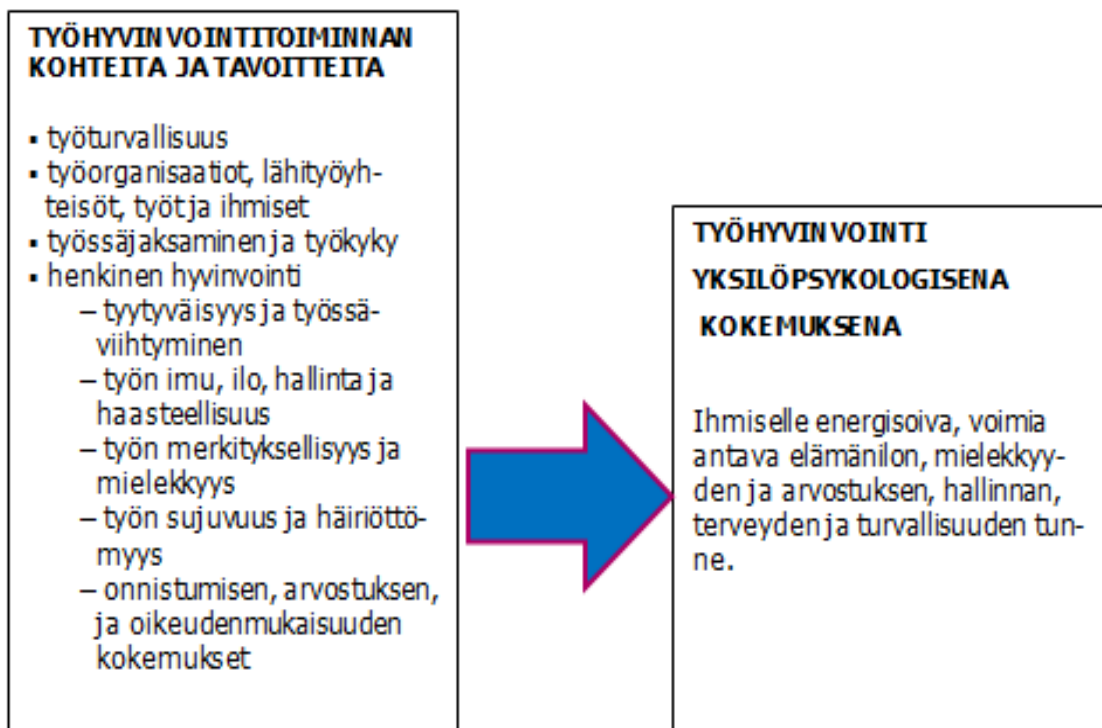 TYÖHYVINVOINTITOIMINNAN
KOHTEITA JA TAVOITTEITA
▪ työturvallisuus
▪ työorganisaatiot, lähityöyh-
teisöt, työt ja ihmiset
▪ työssäjaksaminen ja työkyky
▪ henkinen hyvinvointi
– tyytyväisyys ja työssä-
viihtyminen
– työn imu, ilo, hallinta ja
haasteellisuus
– työn merkityksellisyys ja
mielekkyys
– työn sujuvuus ja häiriöttö-
myys
– onnistumisen, arvostuksen,
ja oikeudenmukaisuuden
kokemukset
TYÖHYVINVOINTI
YKSILÖPSYKOLOGISENA
KOKEMUKSENA
Ihmiselle energisoiva, voimia
antava elämänilon, mielekkyy-
den ja arvostuksen, hallinnan,
terveyden ja turvallisuuden tun-
ne.